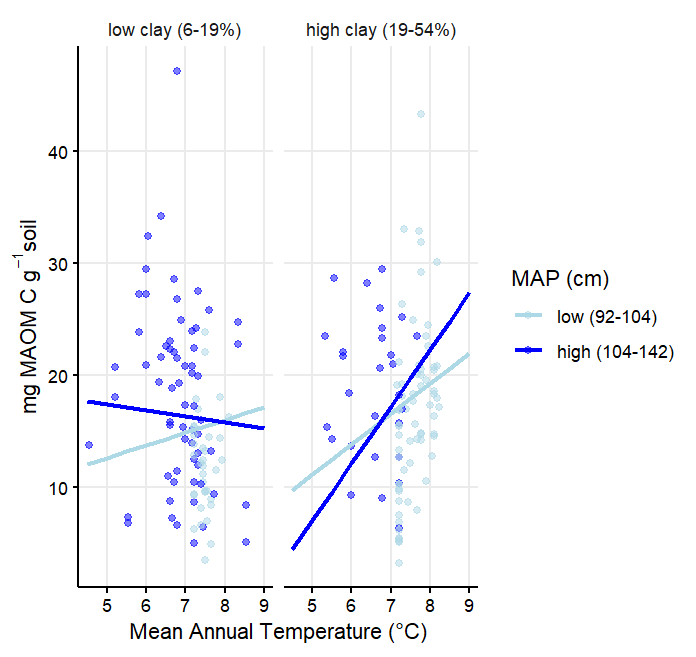 low clay (6-19%)
high clay (19-54%)
40
30
20
10
mg MAOM C g⁻¹soil
5 6 7 8 9
5 6 7 8 9
Mean Annual Temperature (°C)
MAP (cm)
low (92-104)
high (104-142)